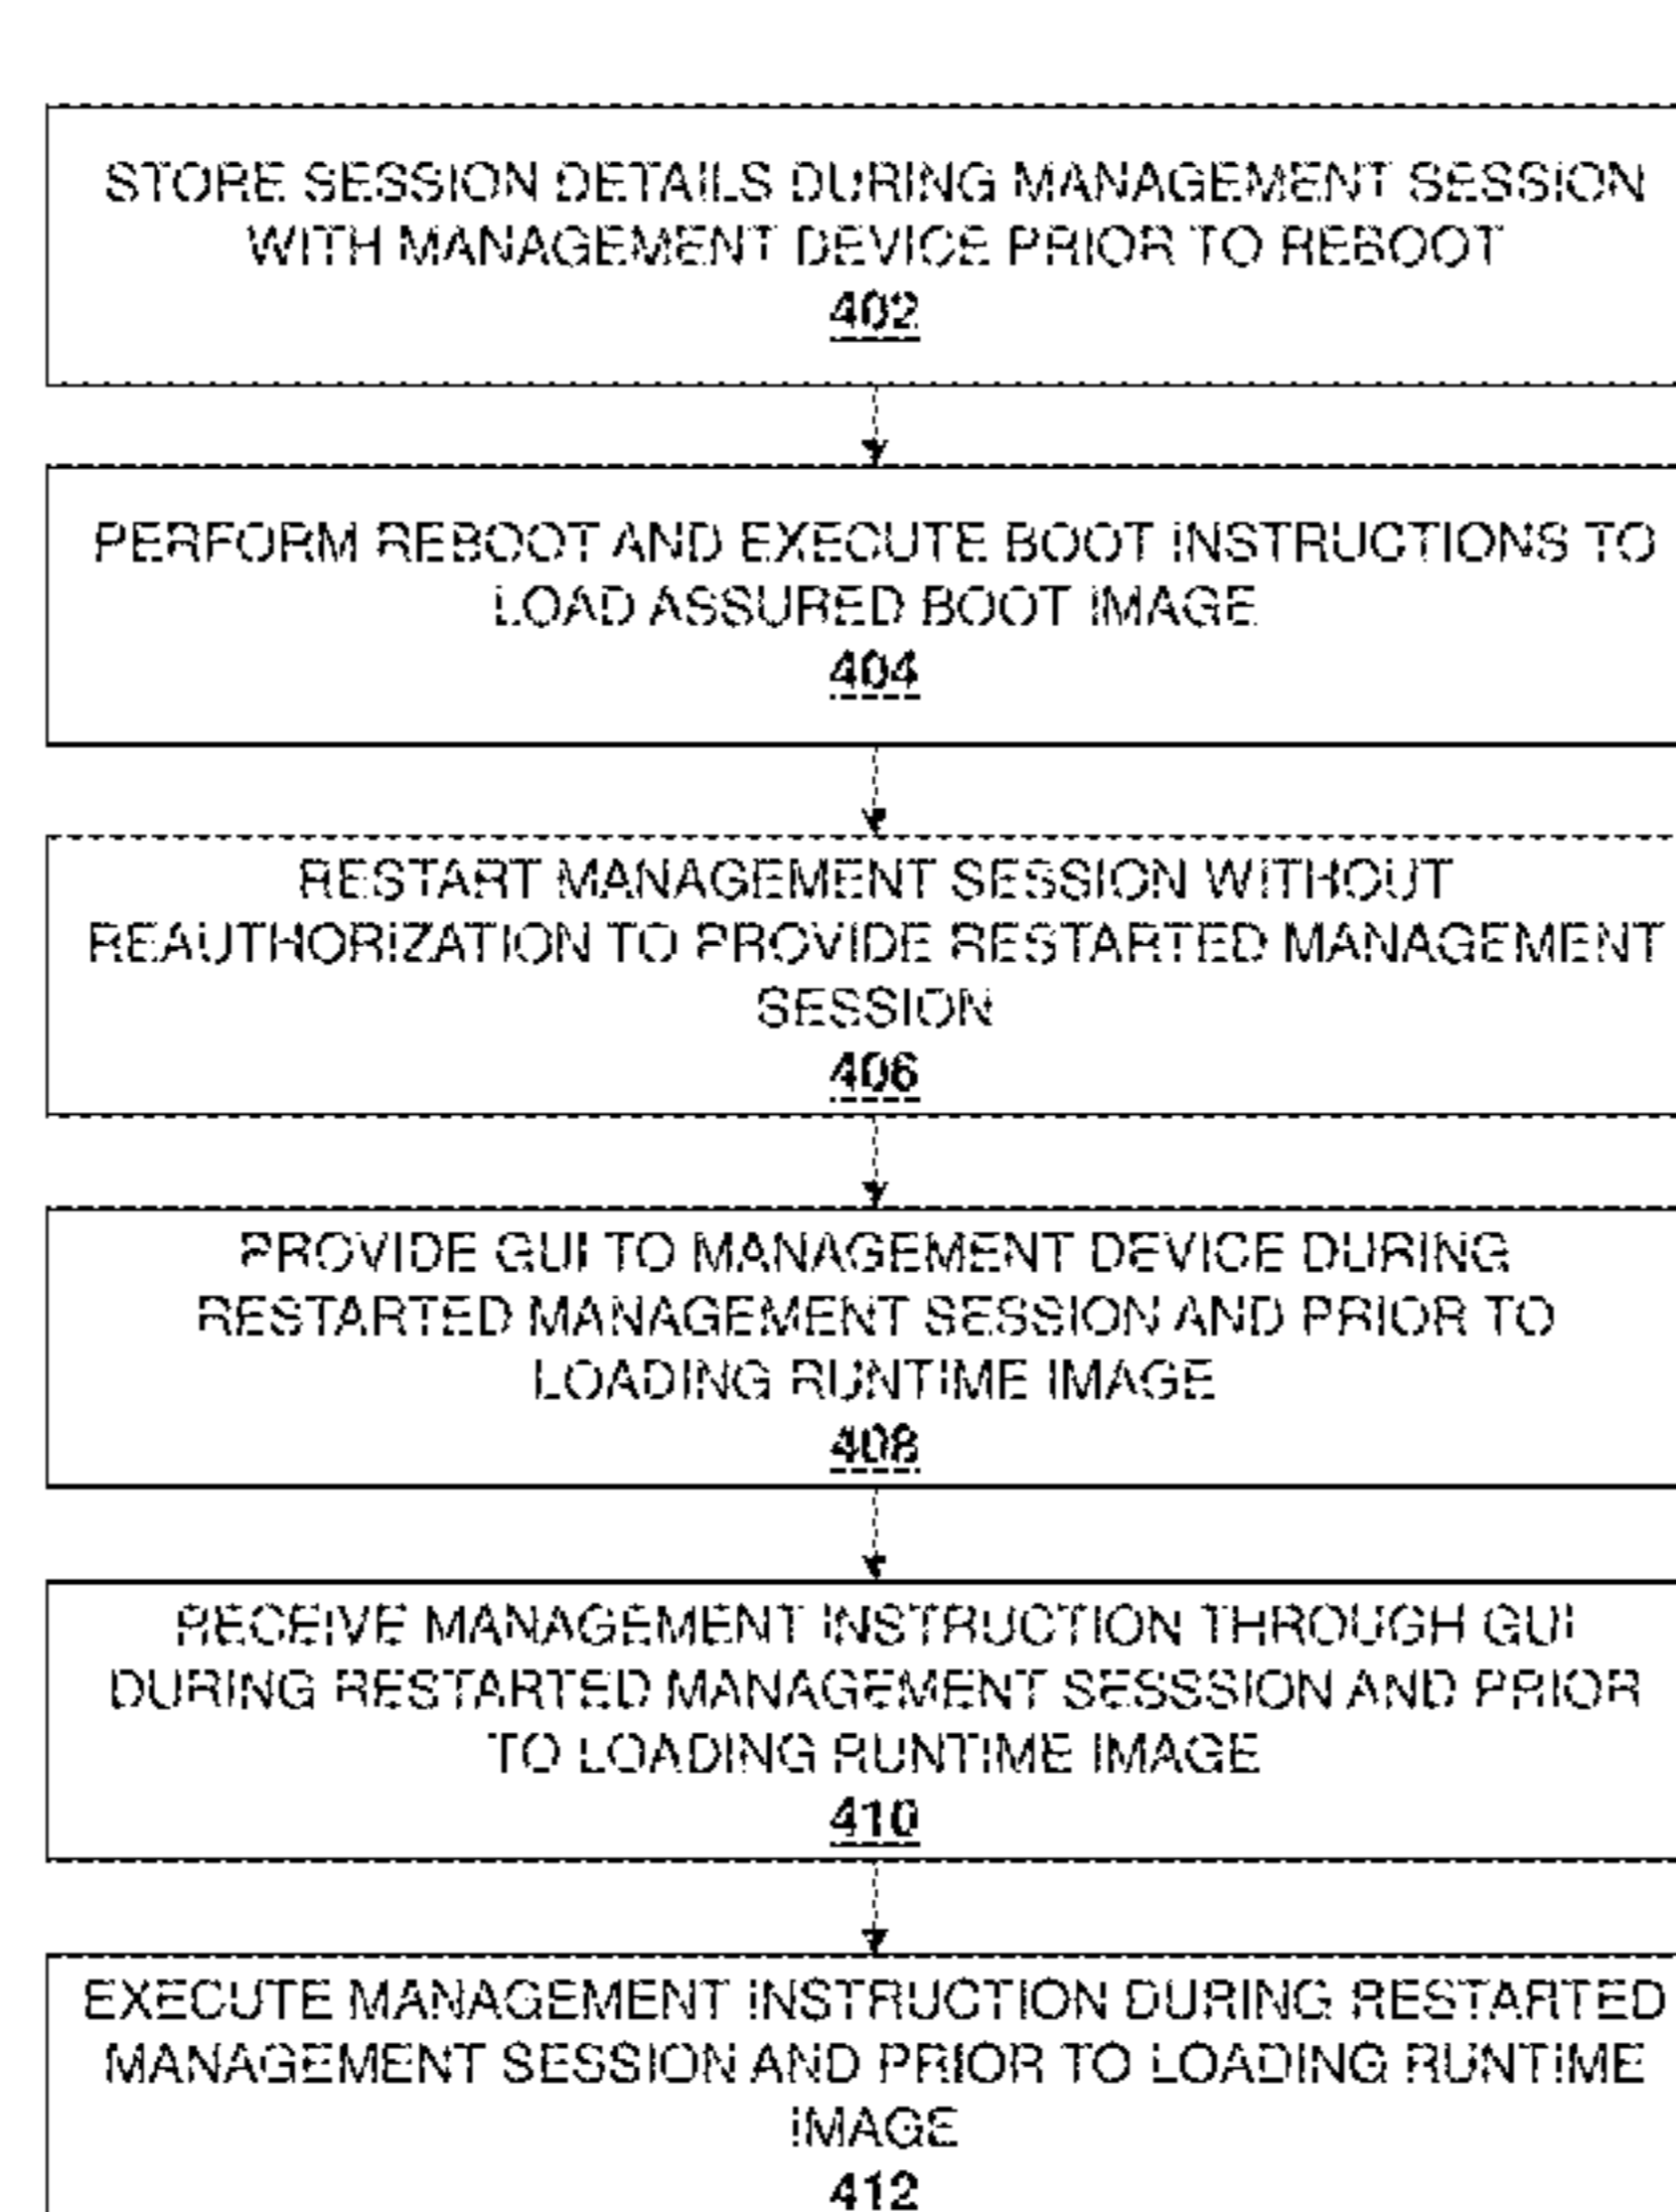 STORE SESSION DETAILS DURING MANAGEMENT SESSION
WITH MANAGEMENT DEVICE PRIOR TO REBOOT
402
PERFORM REBOOT AND EXECUTE BOOT INSTRUCTIONS TO
LOAD ASSURED BOOT IMAGE
404
RESTART MANAGEMENT SESSION WITHOUT
REAUTHORIZATION TO PROVIDE RESTARTED MANAGEMENT
SESSION
406
PROVIDE GUI TO MANAGEMENT DEVICE DURING
RESTARTED MANAGEMENT SESSION AND PRIOR TO
LOADING RUNTIME IMAGE
408
RECEIVE MANAGEMENT INSTRUCTION THROUGH GUI
DURING RESTARTED MANAGEMENT SESSSION AND PRIOR
TO LOADING RUNTIME IMAGE
410
EXECUTE MANAGEMENT INSTRUCTION DURING RESTARTED
MANAGEMENT SESSION AND PRIOR TO LOADING RUNTIME
IMAGE
412